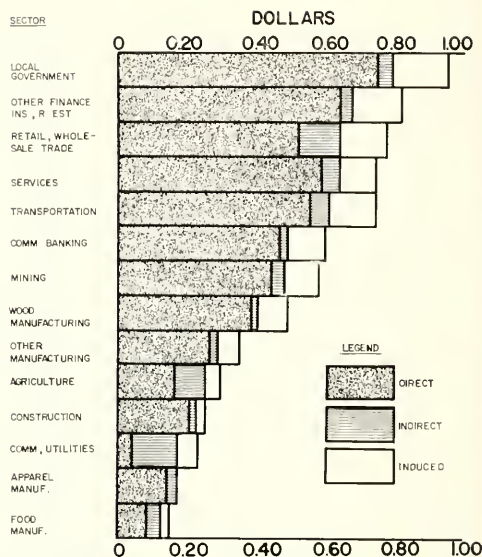 SECTOR
DOLLARS
0 0.20 0.40 0.60 0.80 1.00
LOCAL
GOVERNMENT
OTHER FINANCE
INS , R EST
RETAIL, WHOLE-
SALE TRADE
SERVICES
TRANSPORTATION
COMM BANKING
MINING
WOOD
MANUFACTURING
OTHER
MANUFACTURING
AGRICULTURE
CONSTRUCTION
COMM , UTILITIES
APPAREL
MANUF.
FOOD
MANUF.
LEGEND
DIRECT
INDIRECT
INDUCED
0 0.20 0.40 0.60 0.80 1.00